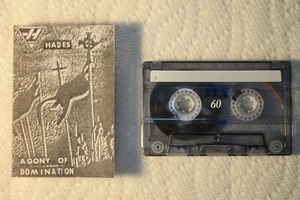 H
HADES
AGONY OF
DOMINATION
A
60